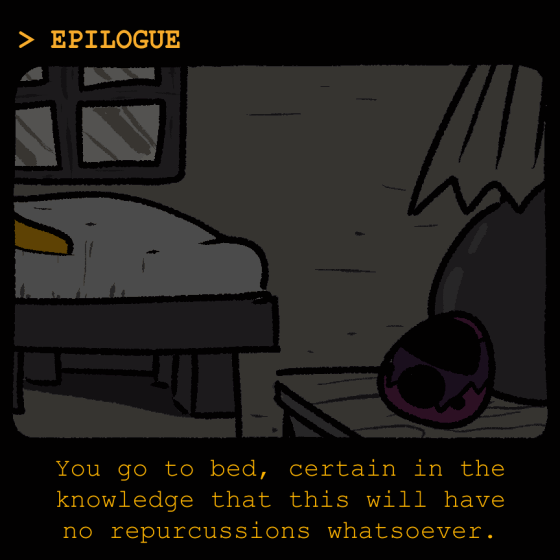 > EPILOGUE
You go to bed, certain in the
knowledge that this will have
no repurcussions whatsoever.